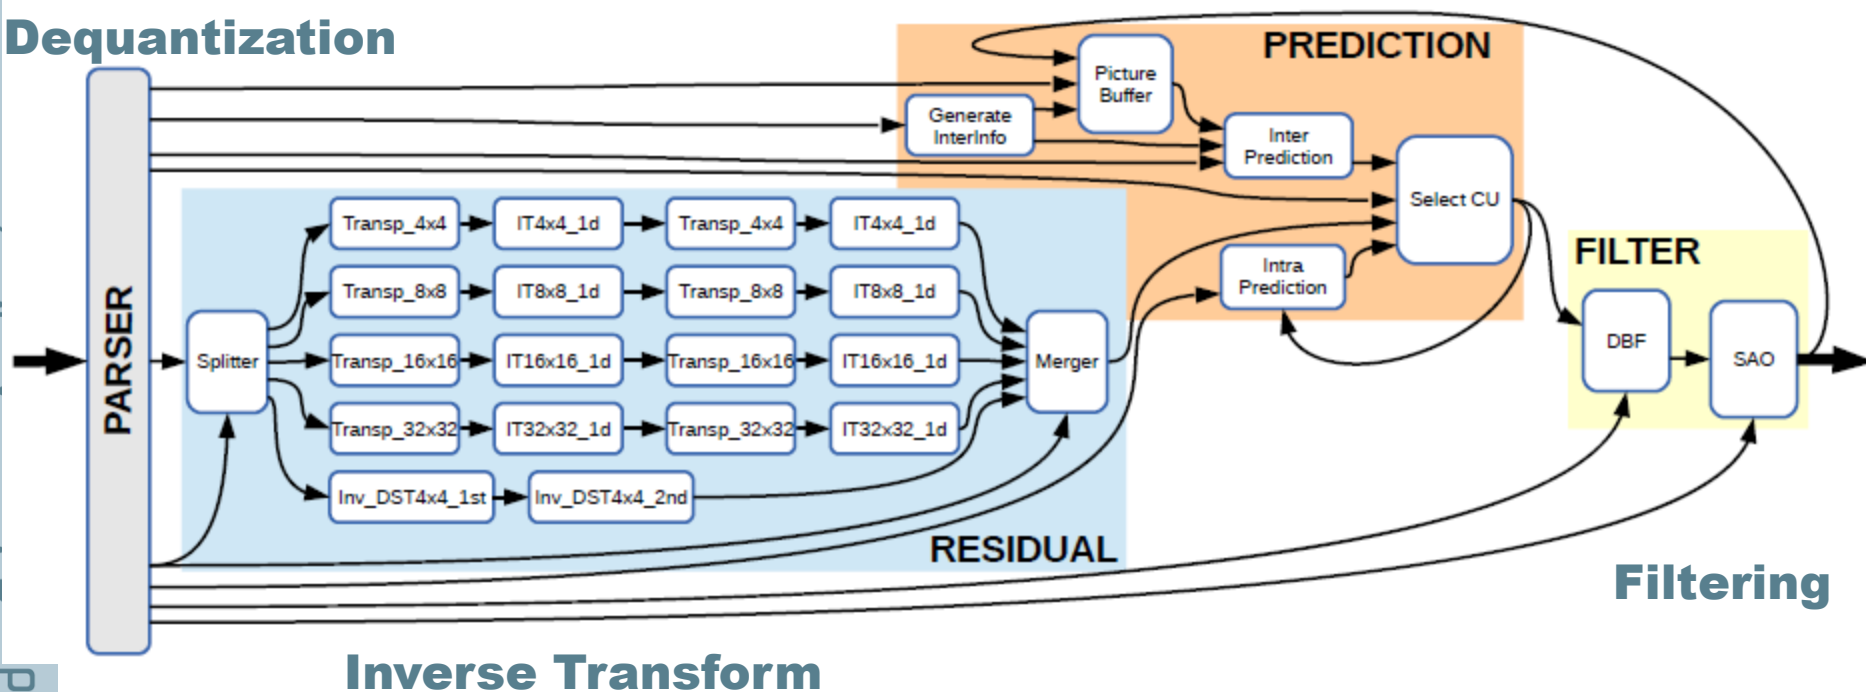 Dequantization
PREDICTION
Picture
Buffer
Generate
InterInfo
Inter
Prediction
Select CU
Intra
Prediction
PARSER
Splitter
Transp_4x4
IT4x4_1d
Transp_4x4
IT4x4_1d
Transp_8x8
IT8x8_1d
Transp_8x8
IT8x8_1d
Transp_16x16
IT16x16_1d
Transp_16x16
IT16x16_1d
Transp_32x32
IT32x32_1d
Transp_32x32
IT32x32_1d
Inv_DST4x4_1st
Inv_DST4x4_2nd
Merger
RESIDUAL
FILTER
DBF
SAO
Filtering
Inverse Transform